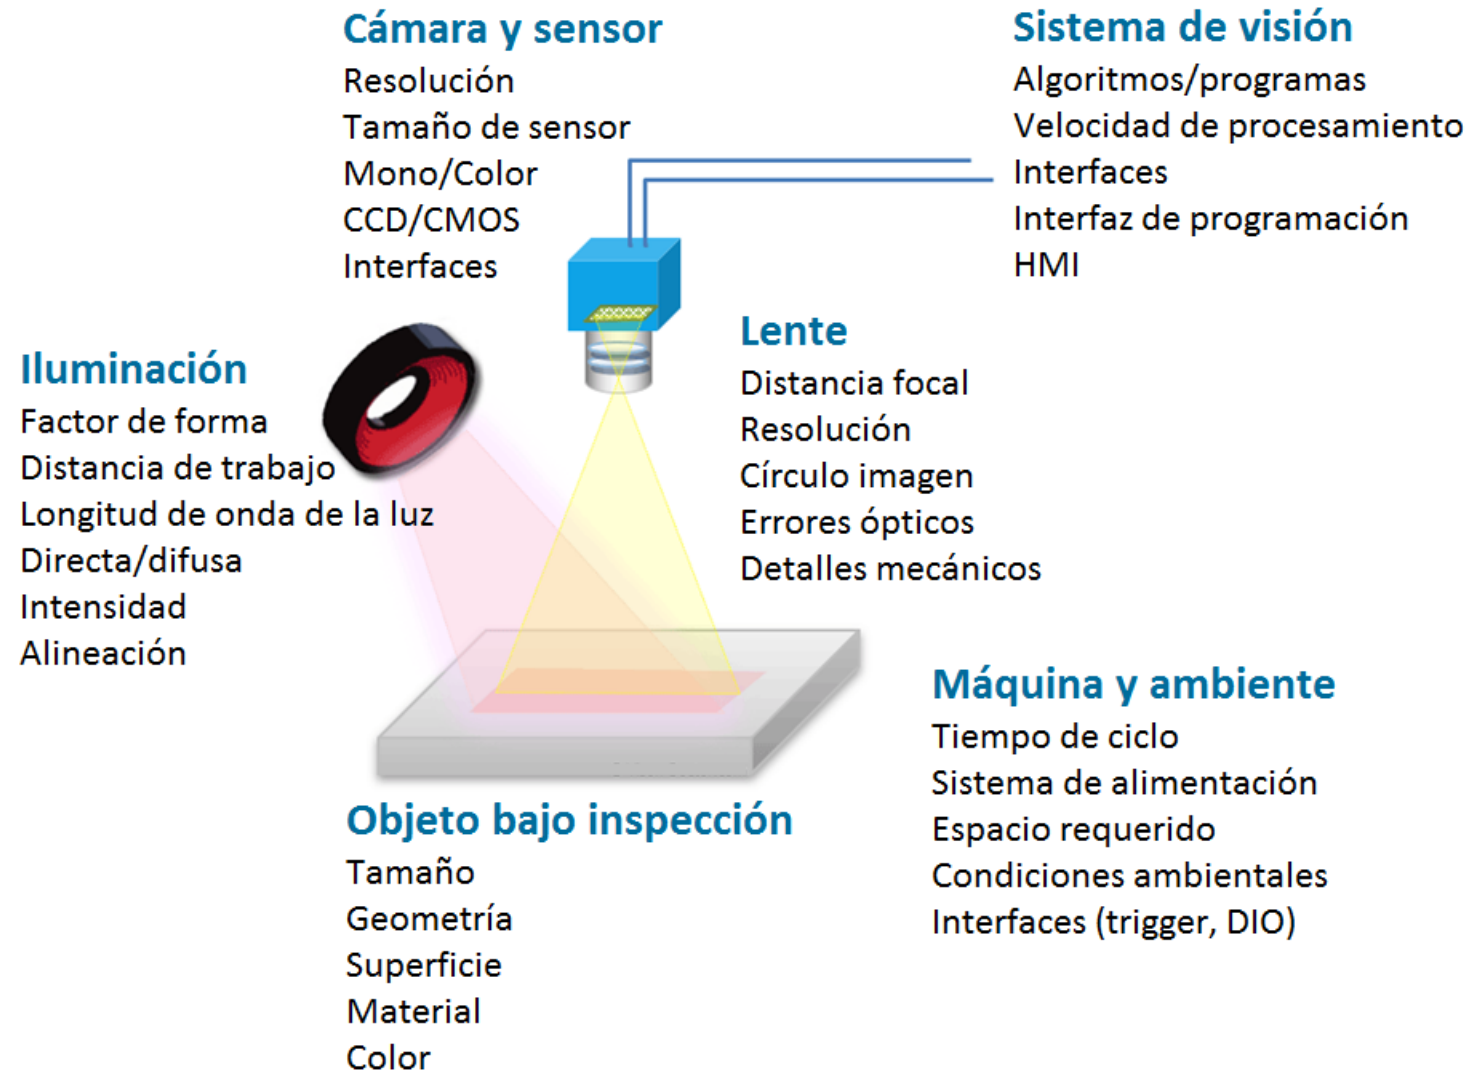 Cámara y sensor
Resolución
Tamaño de sensor
Mono/Color
CCD/CMOS
Interfaces
Sistema de visión
Algoritmos/programas
Velocidad de procesamiento
Interfaces
Interfaz de programación
HMI
Iluminación
Factor de forma
Distancia de trabajo
Longitud de onda de la luz
Directa/difusa
Intensidad
Alineación
Lente
Distancia focal
Resolución
Círculo imagen
Errores ópticos
Detalles mecánicos
Máquina y ambiente
Tiempo de ciclo
Sistema de alimentación
Espacio requerido
Condiciones ambientales
Interfaces (trigger, DIO)
Objeto bajo inspección
Tamaño
Geometría
Superficie
Material
Color